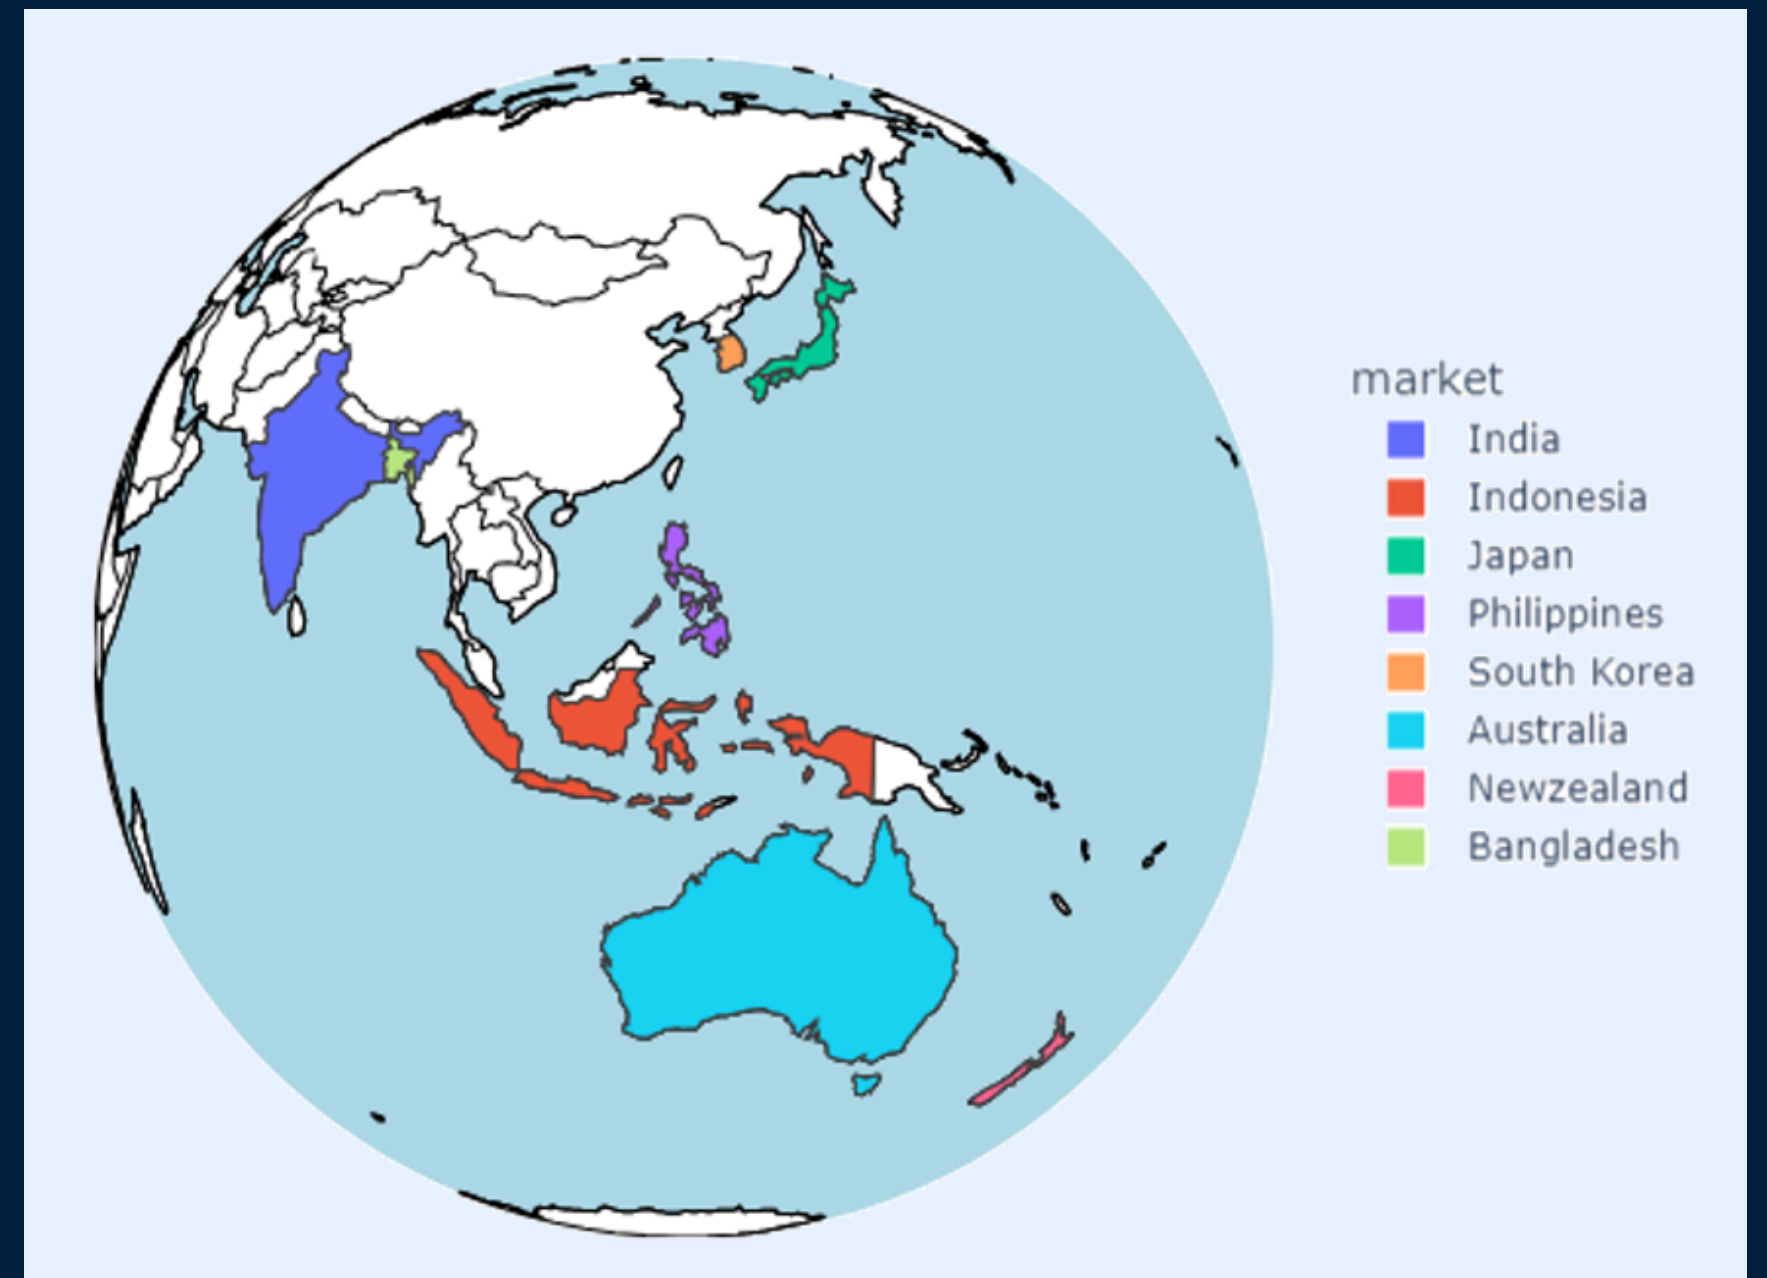 market
India
Indonesia
Japan
Philippines
South Korea
Australia
Newzealand
Bangladesh